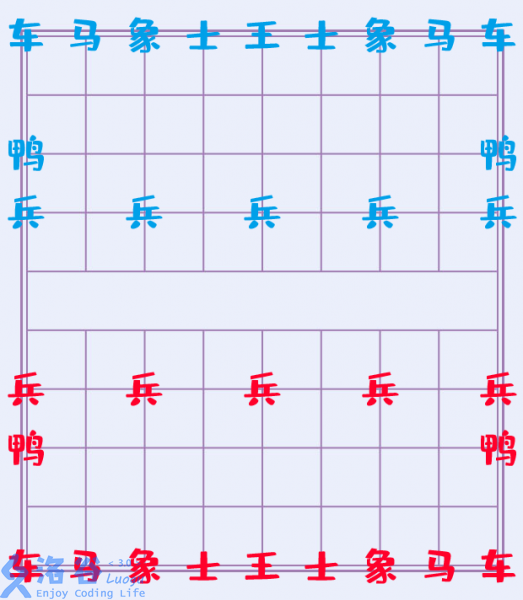 车 马 象 士 王 士 象 马 车
鸭 鸭
兵 兵 兵 兵 兵
兵 兵 兵 兵 兵
鸭 鸭
车 马 象 士 王 士 象 马 车
洛谷
Enjoy Coding Life